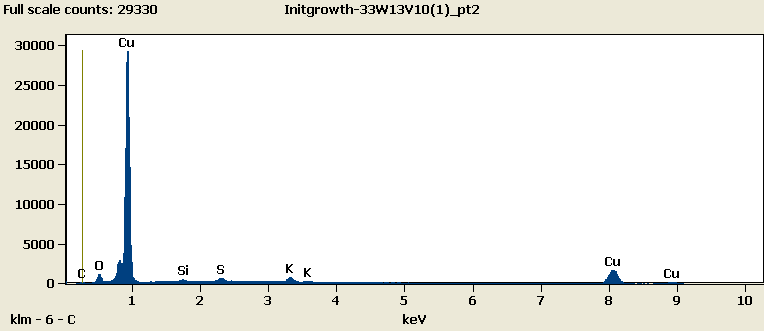 Full scale counts: 29330 Initgrowth-33W13V10(1)_pt2
30000
25000
20000
15000
10000
5000
0
Cu
C O Si S K K Cu Cu
1 2 3 4 5 6 7 8 9 10
klm - 6 - C keV